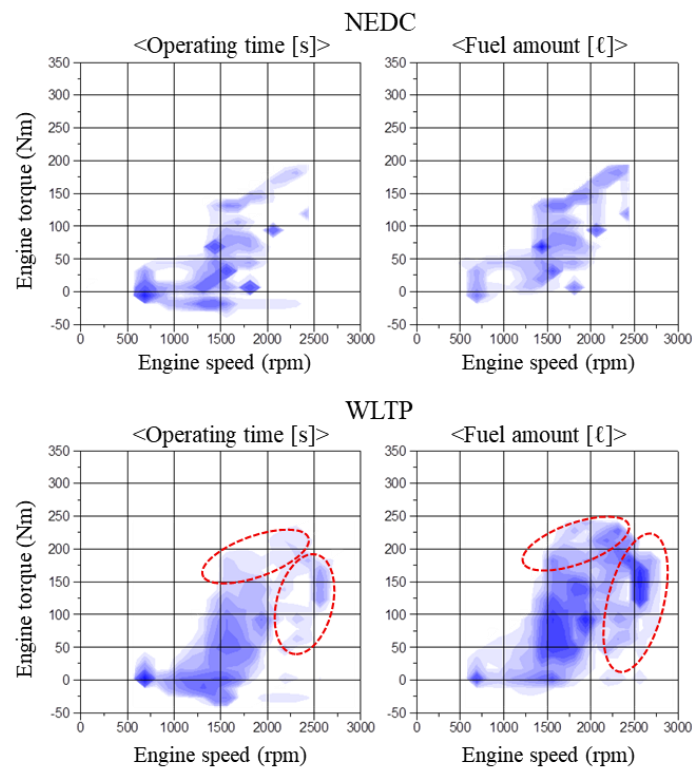 NEDC
<Operating time [s]> <Fuel amount [ℓ]>
350 350
300 300
250 250
200 200
150 150
100 100
50 50
0 0
-50 -50
Engine torque (Nm)
0 500 1000 1500 2000 2500 3000 0 500 1000 1500 2000 2500 3000
Engine speed (rpm) Engine speed (rpm)
WLTP
<Operating time [s]> <Fuel amount [ℓ]>
350 350
300 300
250 250
200 200
150 150
100 100
50 50
0 0
-50 -50
Engine torque (Nm)
0 500 1000 1500 2000 2500 3000 0 500 1000 1500 2000 2500 3000
Engine speed (rpm) Engine speed (rpm)